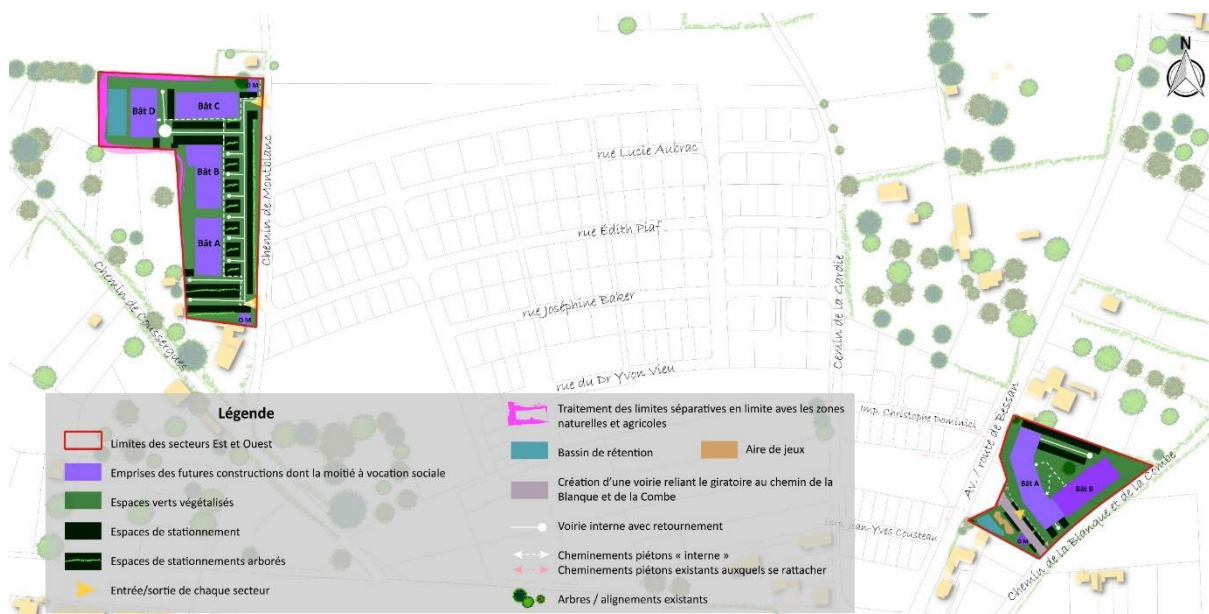 N
O M
Bât D
Bât C
Bât B
Bât A
O M
Chemin de Montblanc
Chemin de Coussergues
rue Lucie Aubrac
rue Édith Piaf
rue Joséphine Baker
rue du Dr Yvon Vieu
Cemin de la Gardie
Imp. Christophe Dominici
Av. / route de Bessan
Jean-Yves Cousteau
Chemin de la Blanque et de la Combe
Bât A
Bât B
O M
Légende
Limites des secteurs Est et Ouest
Emprises des futures constructions dont la moitié à vocation sociale
Espaces verts végétalisés
Espaces de stationnement
Espaces de stationnements arborés
Entrée/sortie de chaque secteur
Traitement des limites séparatives en limite aves les zones
naturelles et agricoles
Bassin de rétention
Aire de jeux
Création d'une voirie reliant le giratoire au chemin de la
Blanque et de la Combe
Voirie interne avec retournement
Cheminements piétons « interne »
Cheminements piétons existants auxquels se rattacher
Arbres / alignements existants